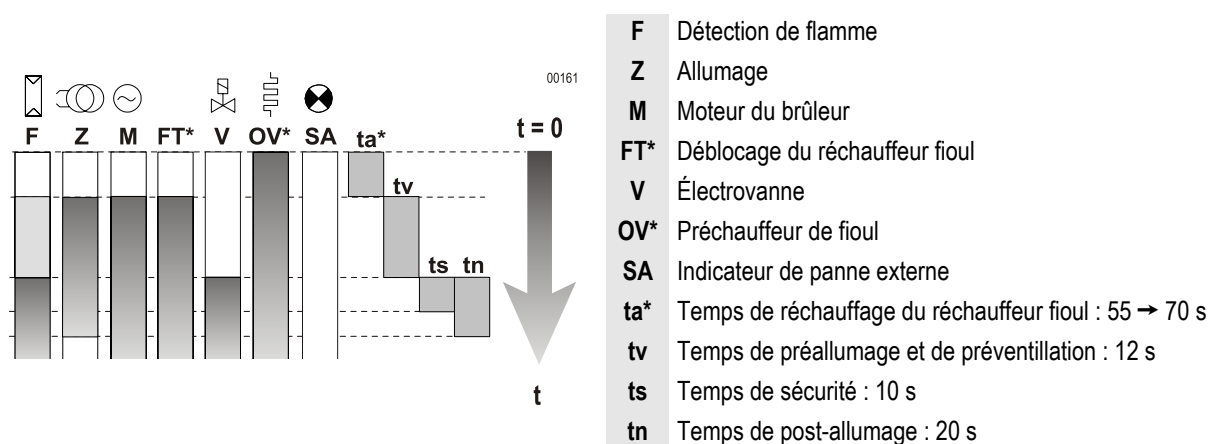 00161
F Z M FT* V OV* SA ta*
t = 0
tv
ts tn
t
F Détection de flamme
Z Allumage
M Moteur du brûleur
FT* Déblocage du réchauffeur fioul
V Électrovanne
OV* Préchauffeur de fioul
SA Indicateur de panne externe
ta* Temps de réchauffage du réchauffeur fioul : 55 → 70 s
tv Temps de préallumage et de préventillation : 12 s
ts Temps de sécurité : 10 s
tn Temps de post-allumage : 20 s